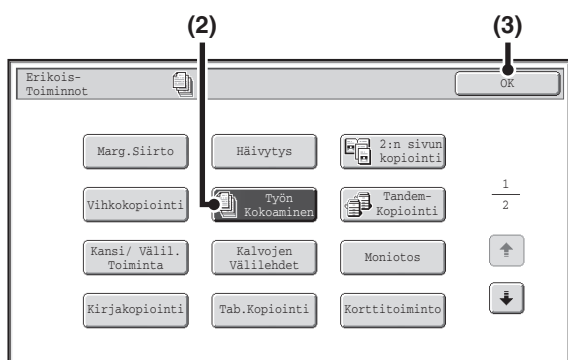 (2)
(3)
Erikois-
Toiminnot
OK
Marg.Siirto
Häivytys
2:n sivun
kopiointi
Vihkokopiointi
Työn
Kokoaminen
Tandem-
Kopiointi
1
2
Kansi/ Välil.
Toiminta
Kalvojen
Välilehdet
Moniotos
Kirjakopiointi
Tab.Kopiointi
Korttitoiminto